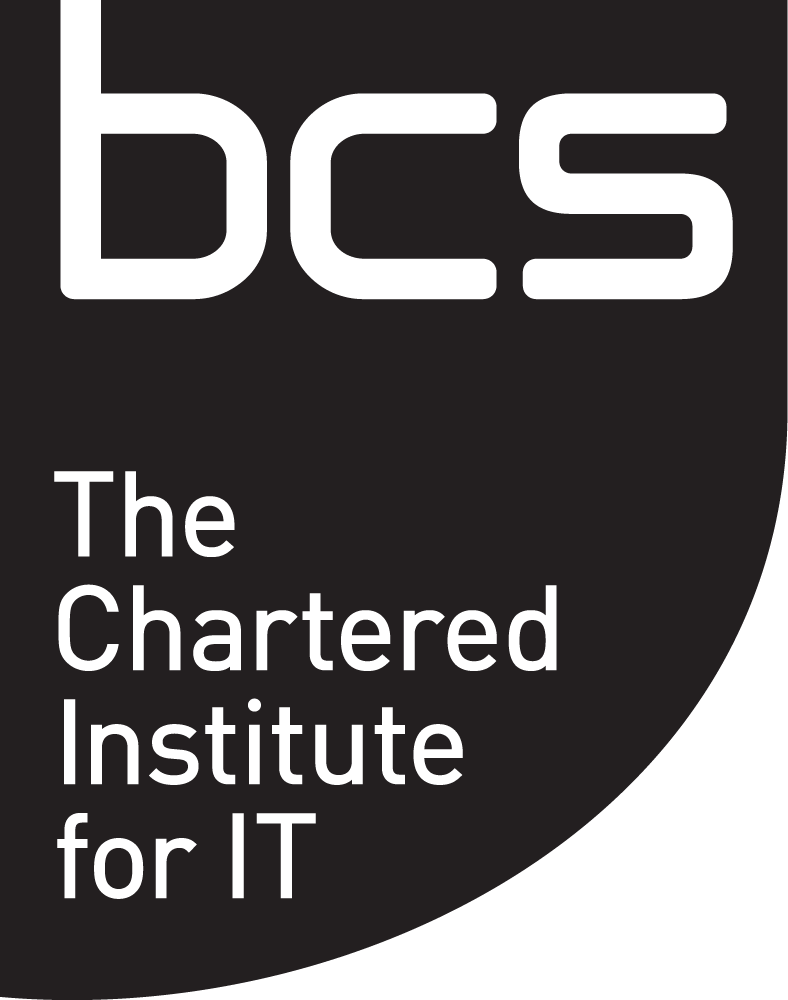 bcs
The
Chartered
Institute
for IT